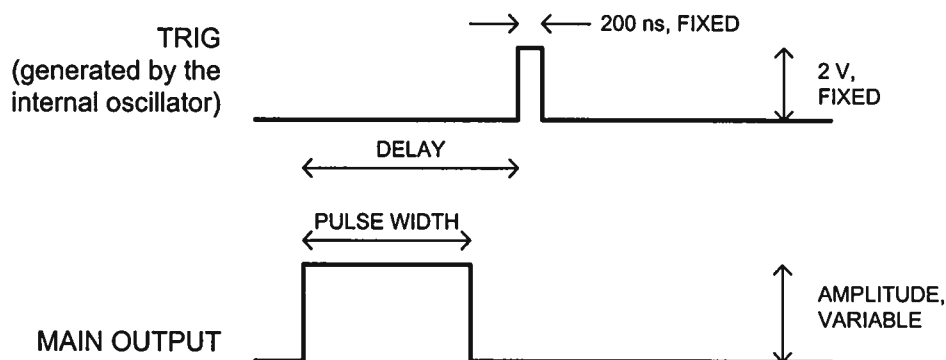 TRIG
(generated by the
internal oscillator)
200 ns, FIXED
2 V,
FIXED
DELAY
PULSE WIDTH
MAIN OUTPUT
AMPLITUDE,
VARIABLE